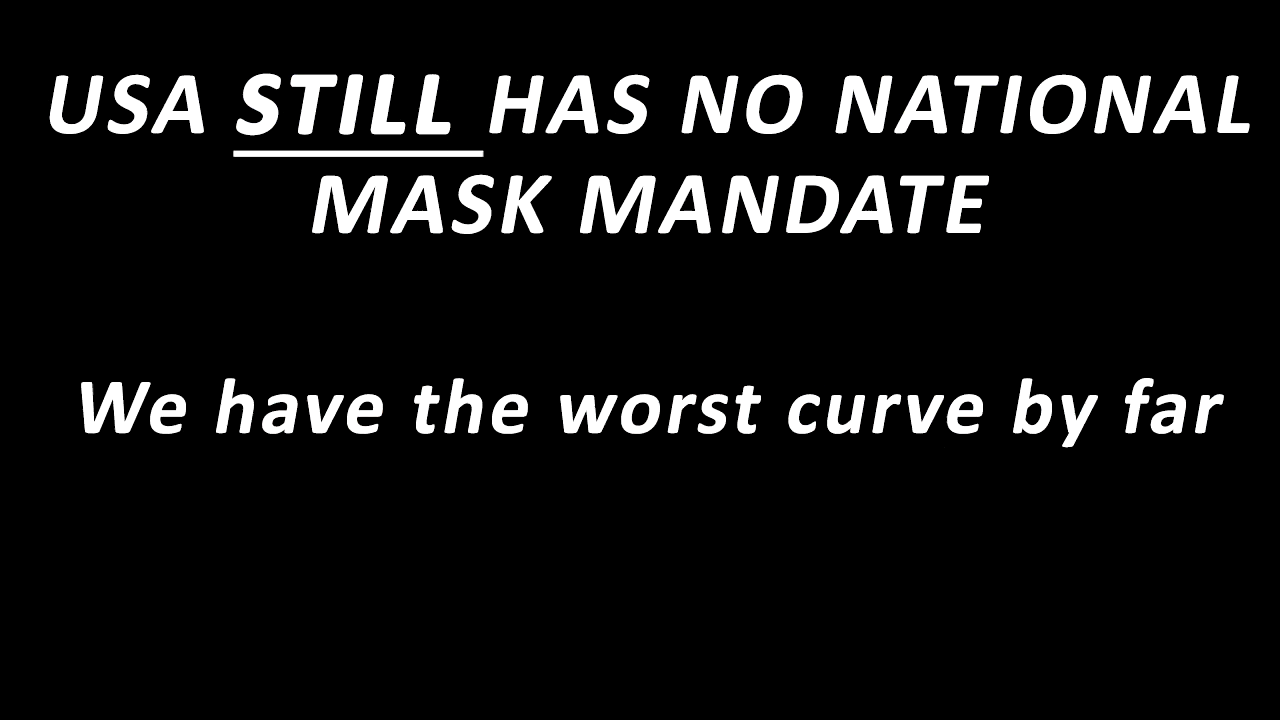 USA STILL HAS NO NATIONAL
MASK MANDATE
We have the worst curve by far